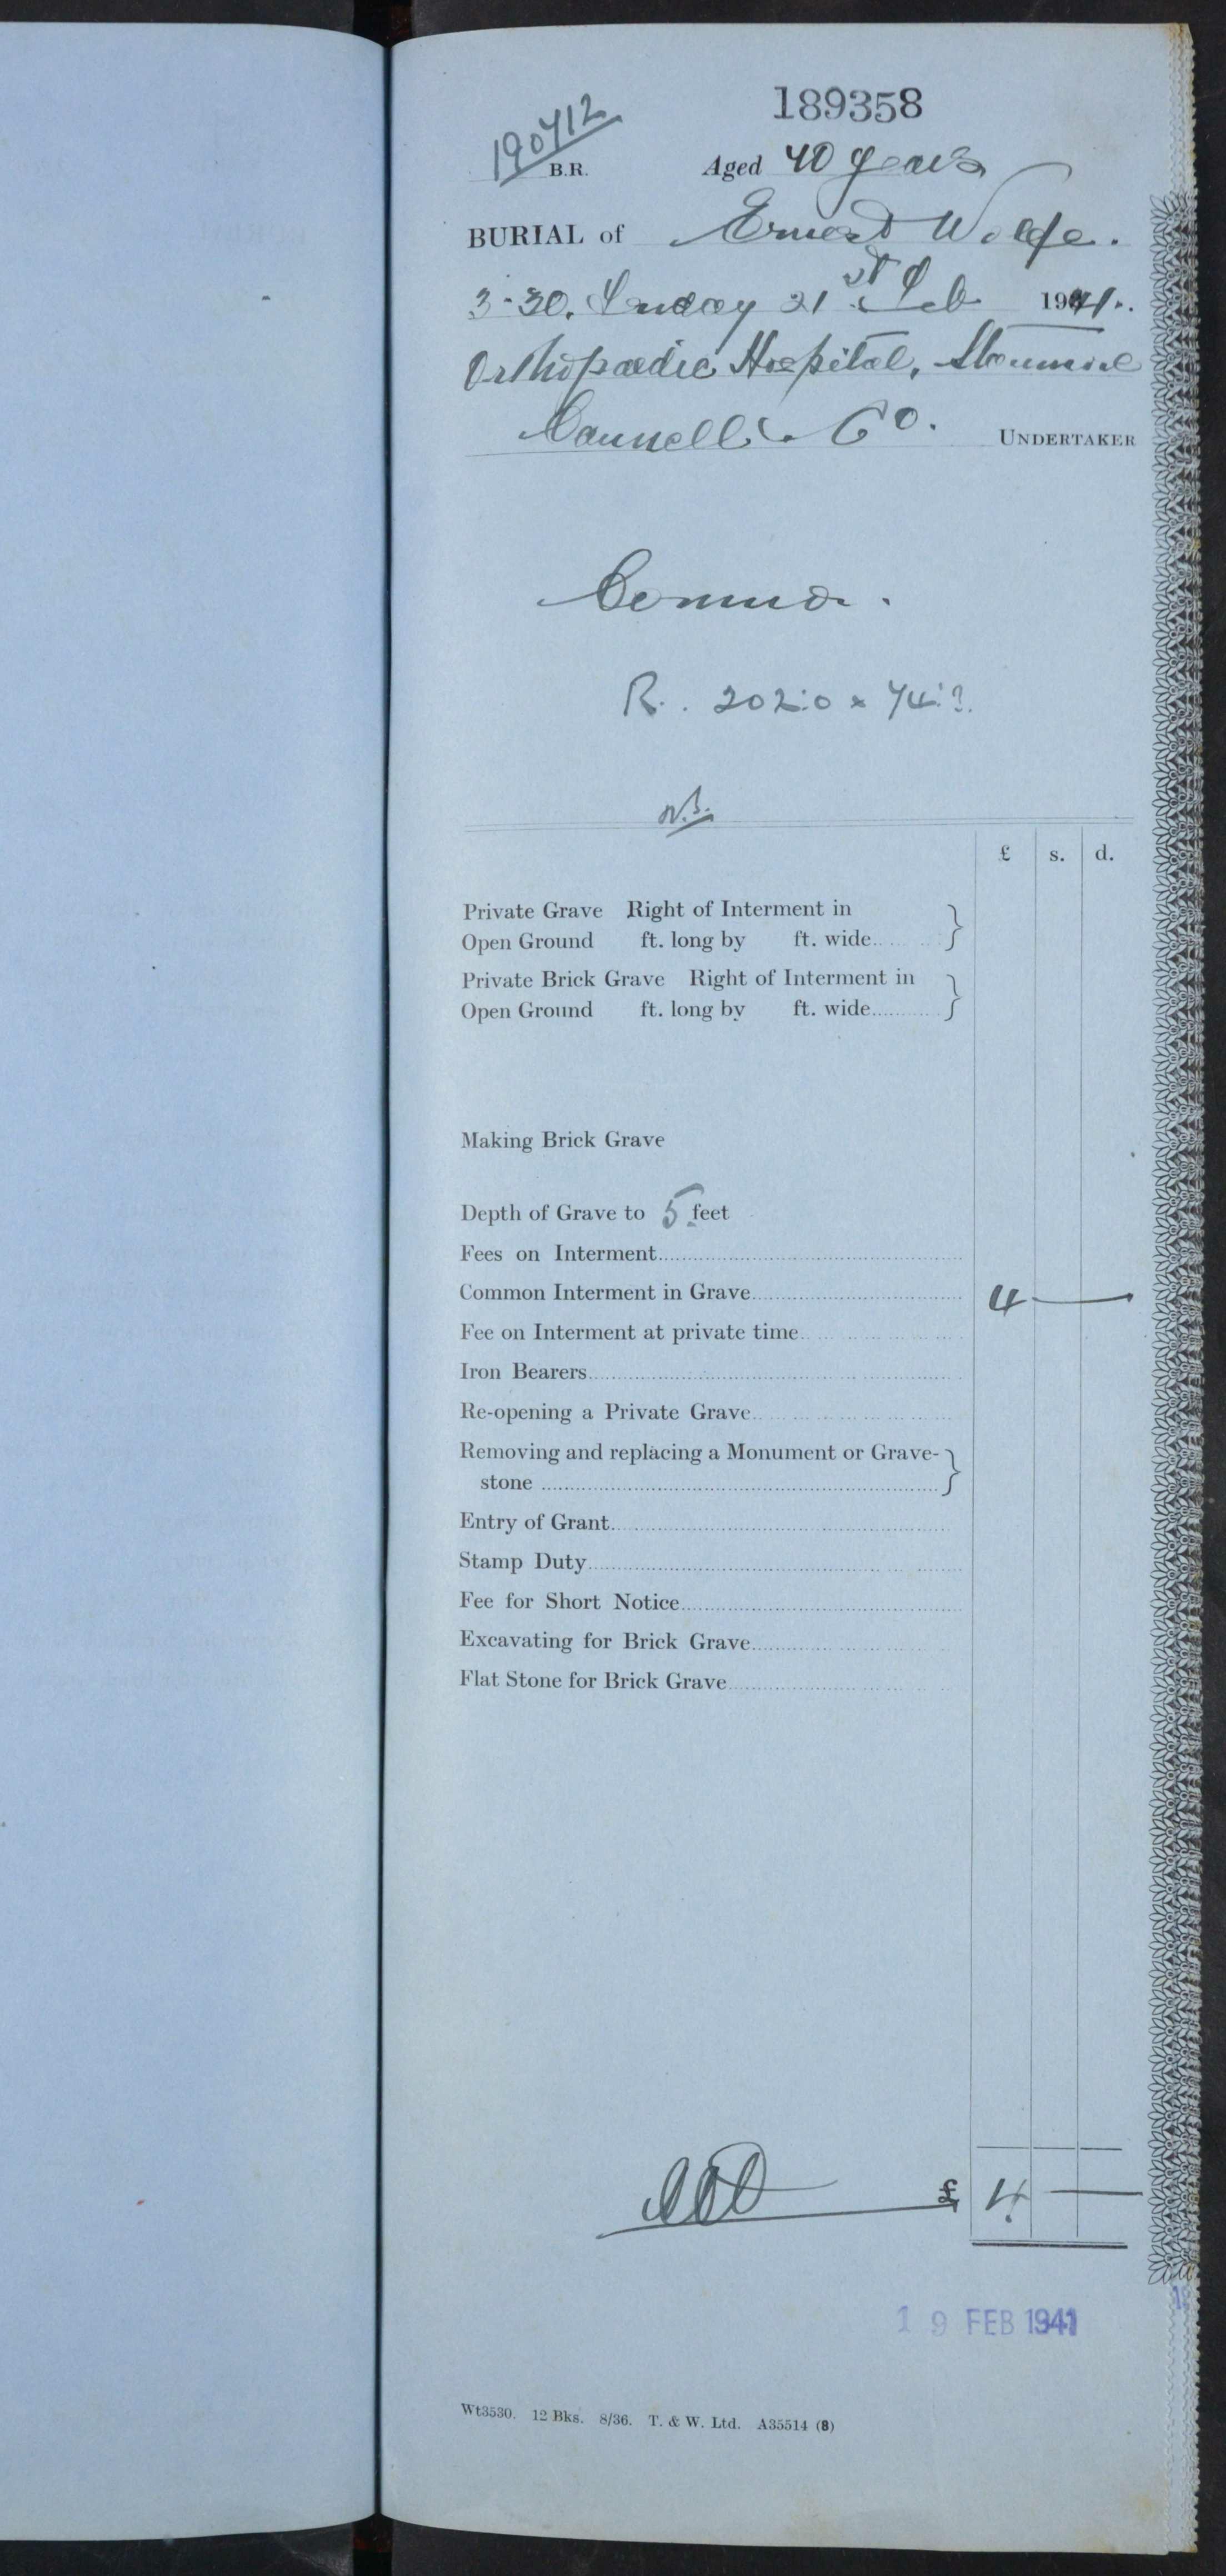 189358
190712
B.R. Aged 40 years
BURIAL of Ernest Wolfe.
3-30. 21st Feb 1941.
Orthopædic Hospital, Stanmore
& Co. UNDERTAKER
Common.
R. 202.0 x 74.
£ s. d.
Private Grave Right of Interment in
Open Ground ft. long by ft. wide
Private Brick Grave Right of Interment in
Open Ground ft. long by ft. wide
Making Brick Grave
Depth of Grave to 5 feet
Fees on Interment
Common Interment in Grave 4 —
Fee on Interment at private time
Iron Bearers
Re-opening a Private Grave
Removing and replacing a Monument or Grave-
stone
Entry of Grant
Stamp Duty
Fee for Short Notice
Excavating for Brick Grave
Flat Stone for Brick Grave
£ 4 —
19 FEB 1941
Wt3530. 12 Bks. 8/36. T. & W. Ltd. A35514 (8)